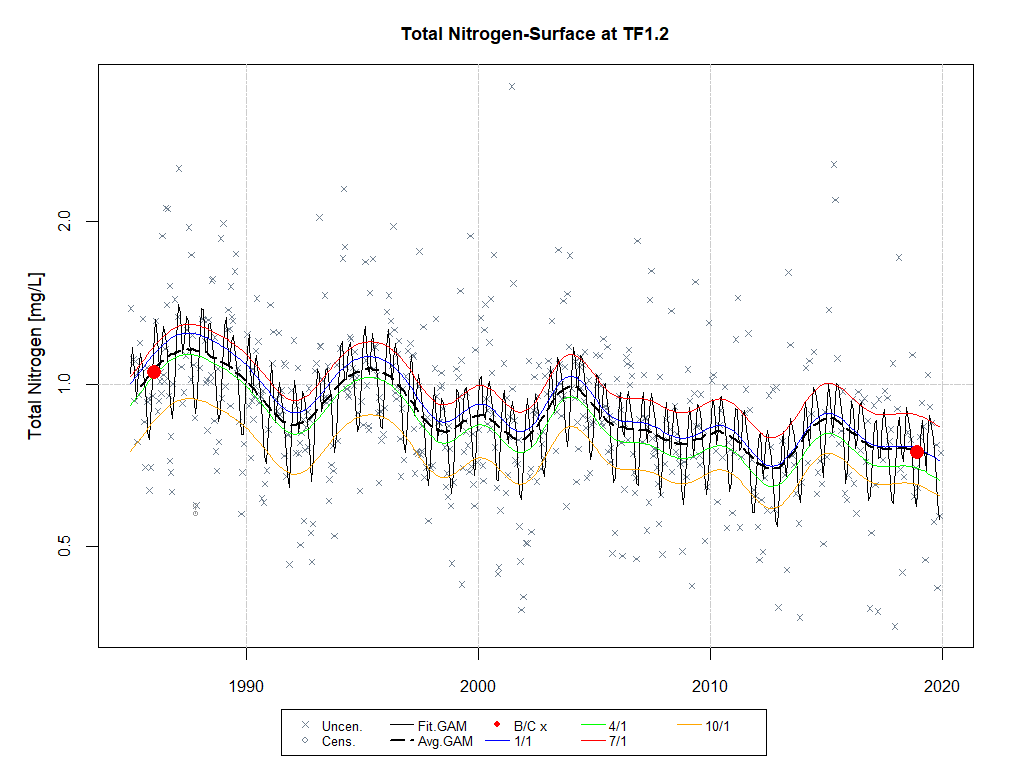 Total Nitrogen-Surface at TF1.2
Total Nitrogen [mg/L]
2.0
1.0
0.5
1990 2000 2010 2020
Uncen. Fit.GAM B/C x 4/1 10/1
Cens. Avg.GAM 1/1 7/1